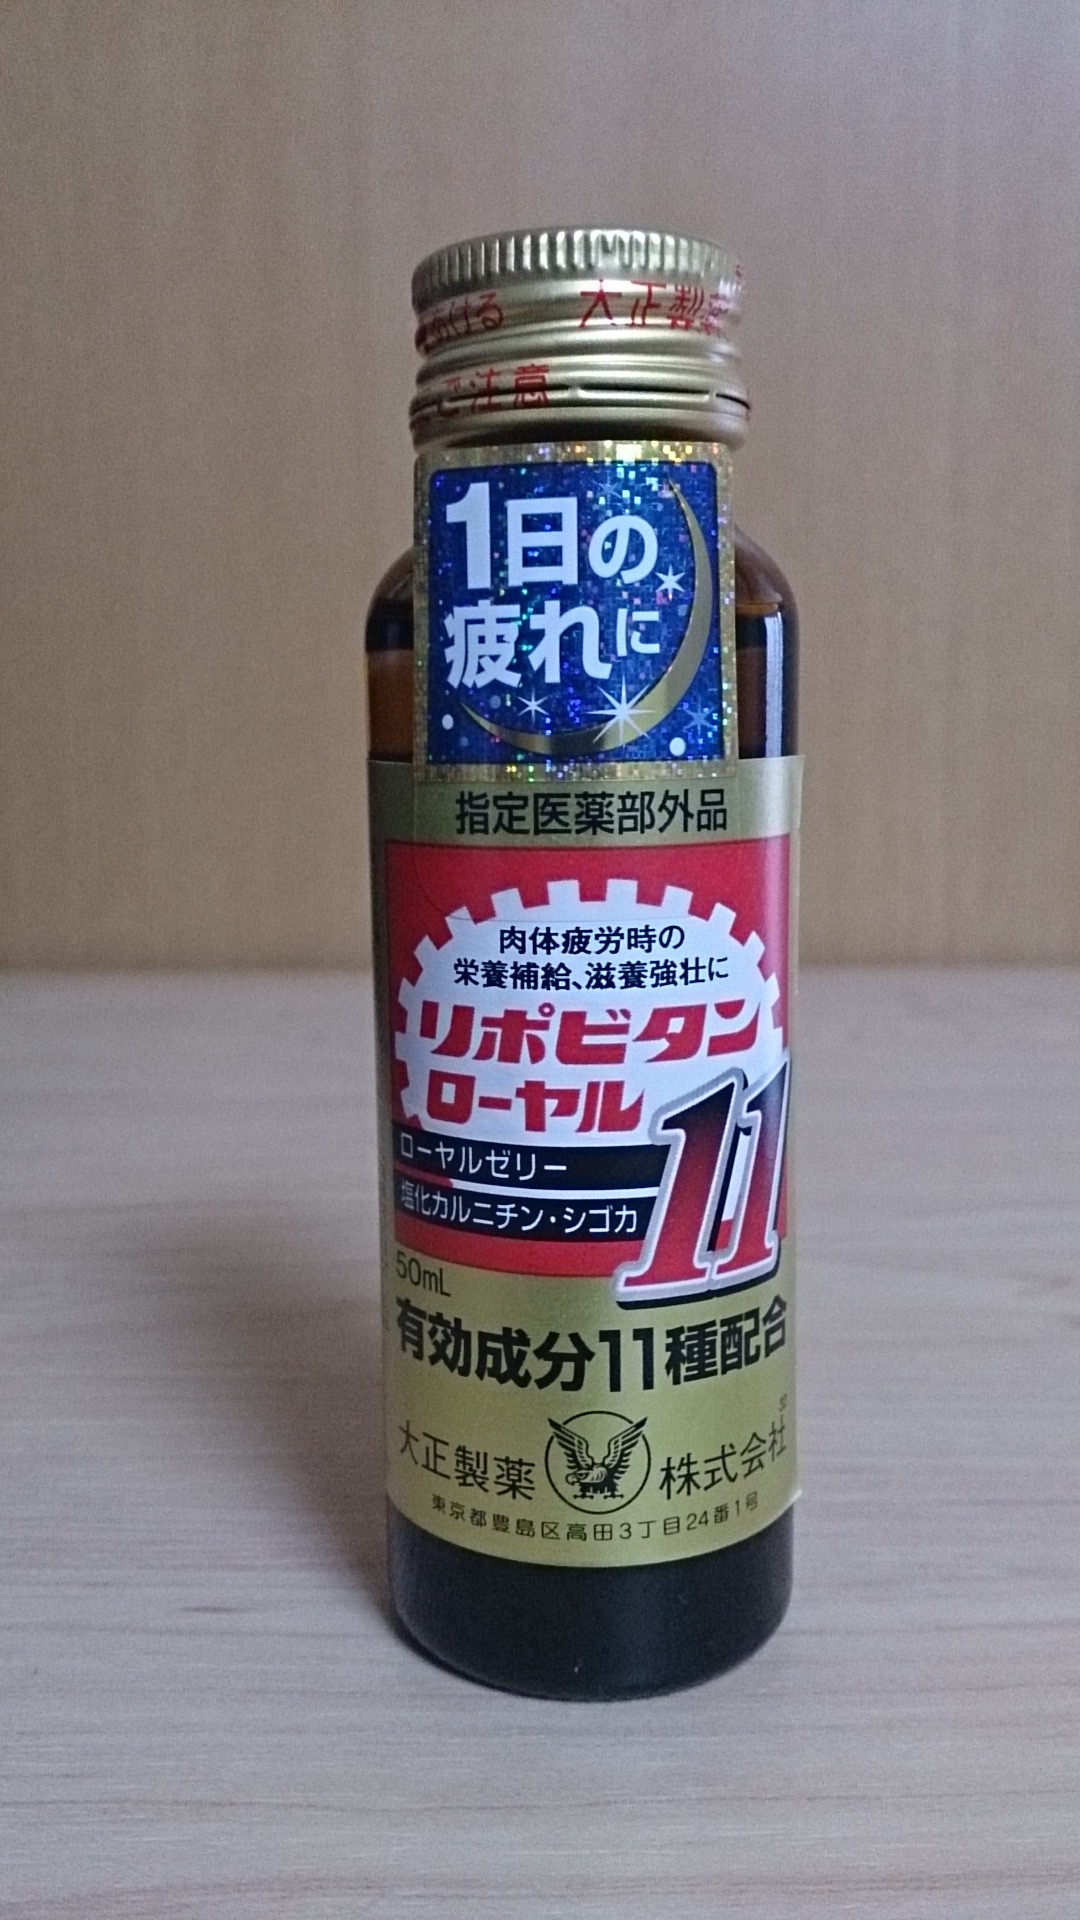 あける 大正製薬
ご注意
1日の
疲れに
指定医薬部外品
肉体疲労時の
栄養補給、滋養強壮に
リポビタン
ローヤル11
ローヤルゼリー
塩化カルニチン・シゴカ
50mL
有効成分11種配合
大正製薬株式会社
東京都豊島区高田3丁目24番1号